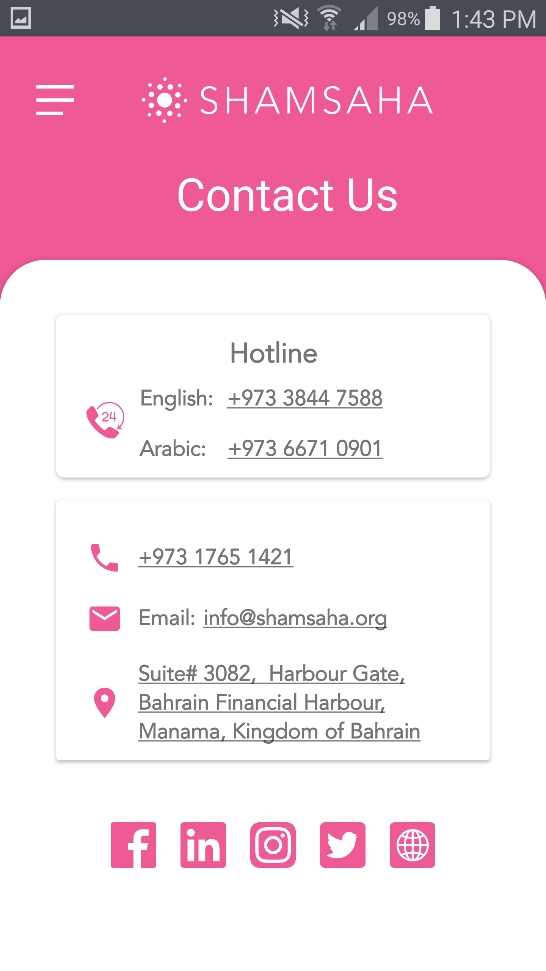 98% 1:43 PM
SHAMSAHA
Contact Us
Hotline
24
English: +973 3844 7588
Arabic: +973 6671 0901
+973 1765 1421
Email: info@shamsaha.org
Suite# 3082, Harbour Gate,
Bahrain Financial Harbour,
Manama, Kingdom of Bahrain
f in